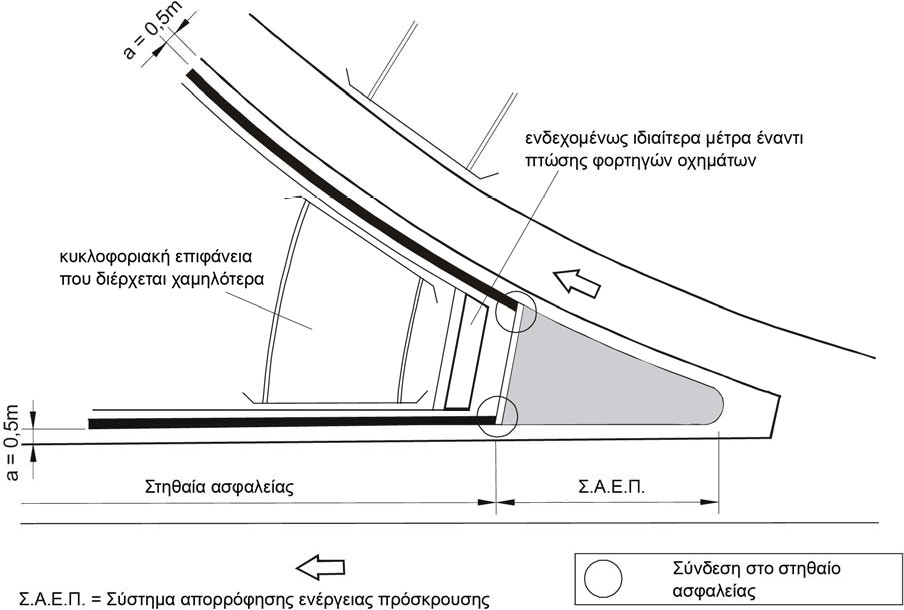 a = 0,5m
ενδεχομένως ιδιαίτερα μέτρα έναντι
πτώσης φορτηγών οχημάτων
κυκλοφοριακή επιφάνεια
που διέρχεται χαμηλότερα
a = 0,5m
Στηθαία ασφαλείας
Σ.Α.Ε.Π.
Σύνδεση στο στηθαίο
ασφαλείας
Σ.Α.Ε.Π. = Σύστημα απορρόφησης ενέργειας πρόσκρουσης